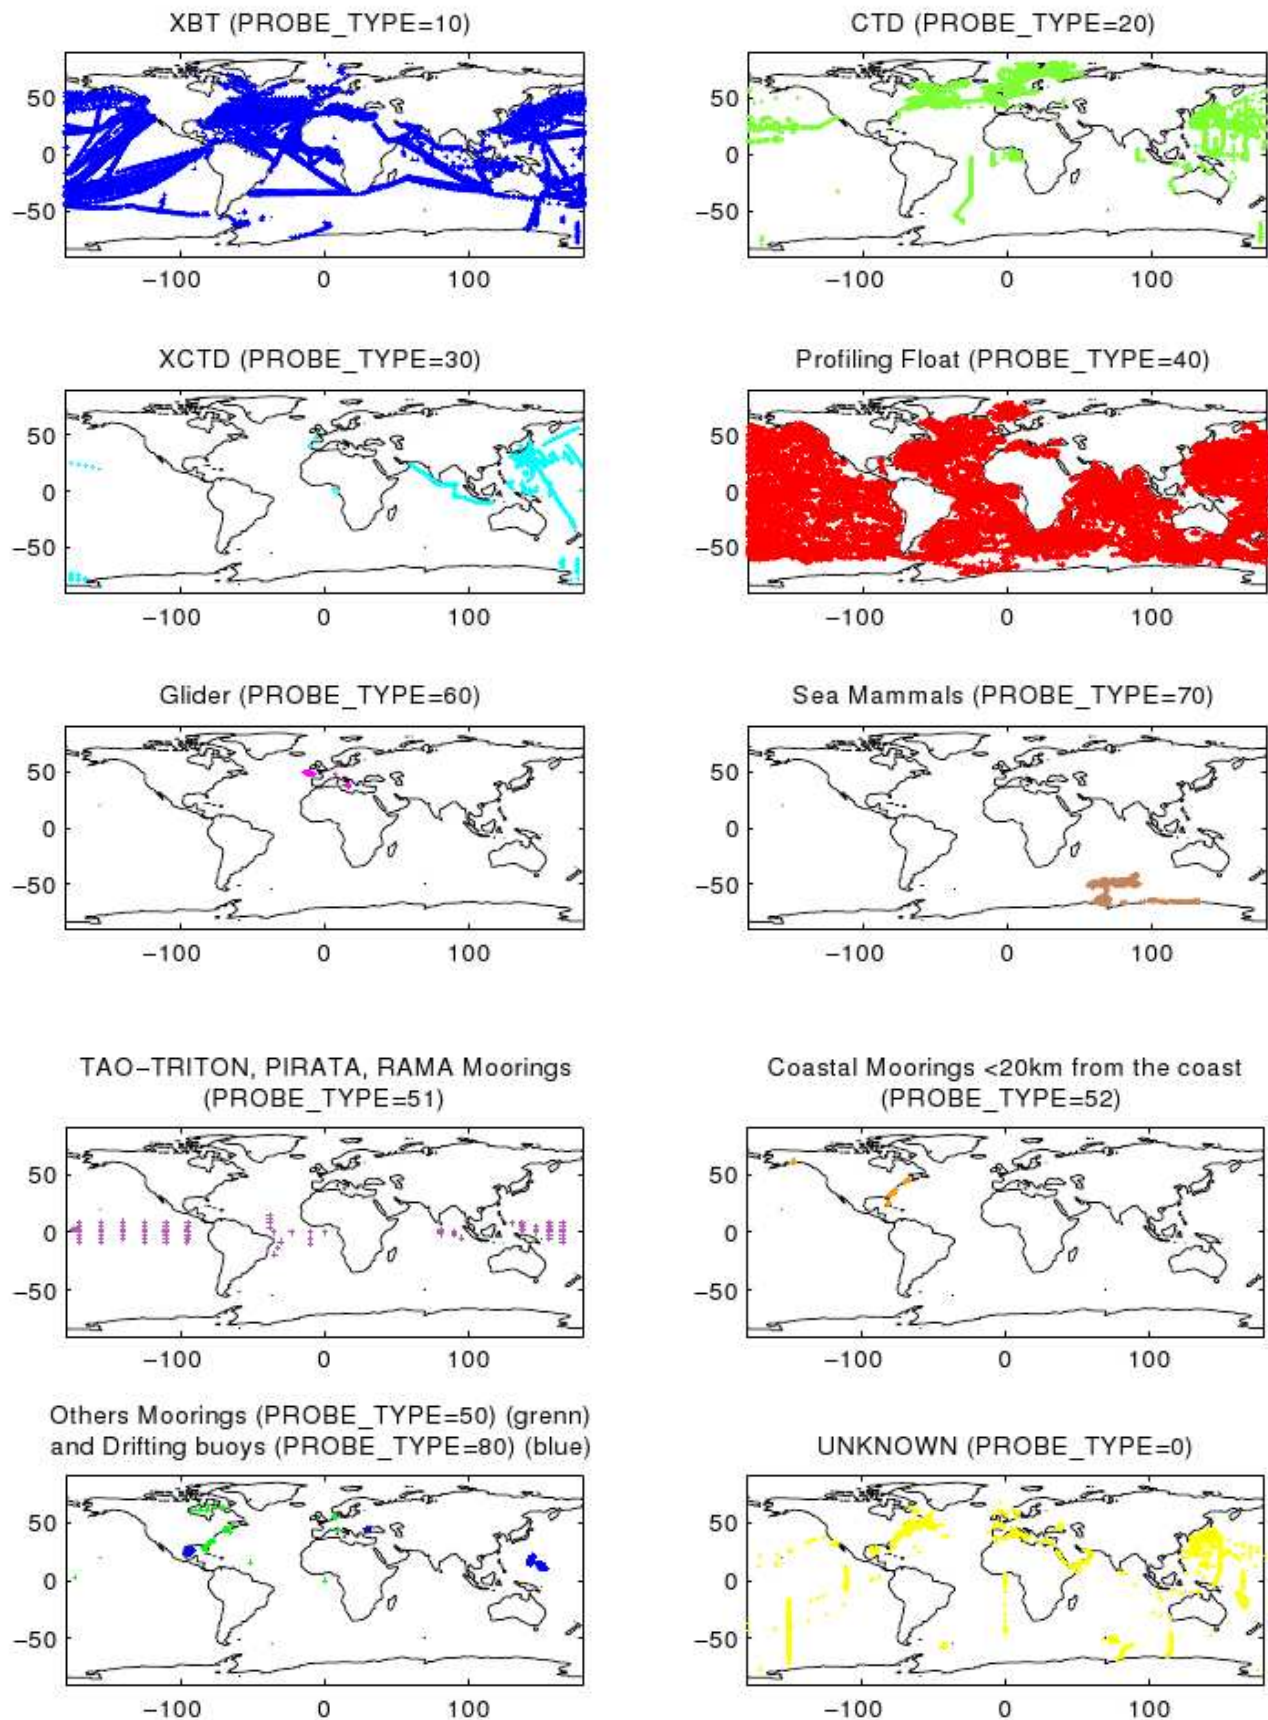 XBT (PROBE_TYPE=10)
50
0
−50
−100 0 100
CTD (PROBE_TYPE=20)
50
0
−50
−100 0 100
XCTD (PROBE_TYPE=30)
50
0
−50
−100 0 100
Profiling Float (PROBE_TYPE=40)
50
0
−50
−100 0 100
Glider (PROBE_TYPE=60)
50
0
−50
−100 0 100
Sea Mammals (PROBE_TYPE=70)
50
0
−50
−100 0 100
TAO−TRITON, PIRATA, RAMA Moorings
(PROBE_TYPE=51)
50
0
−50
−100 0 100
Coastal Moorings <20km from the coast
(PROBE_TYPE=52)
50
0
−50
−100 0 100
Others Moorings (PROBE_TYPE=50) (grenn)
and Drifting buoys (PROBE_TYPE=80) (blue)
50
0
−50
−100 0 100
UNKNOWN (PROBE_TYPE=0)
50
0
−50
−100 0 100